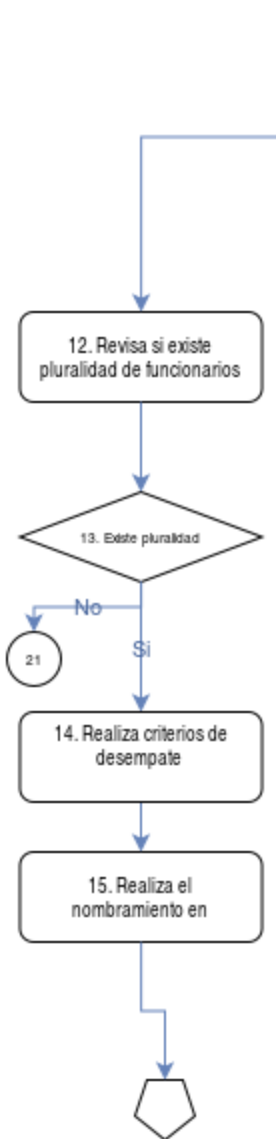 12. Revisa si existe
pluralidad de funcionarios
13. Existe pluralidad
No
Si
21
14. Realiza criterios de
desempate
15. Realiza el
nombramiento en